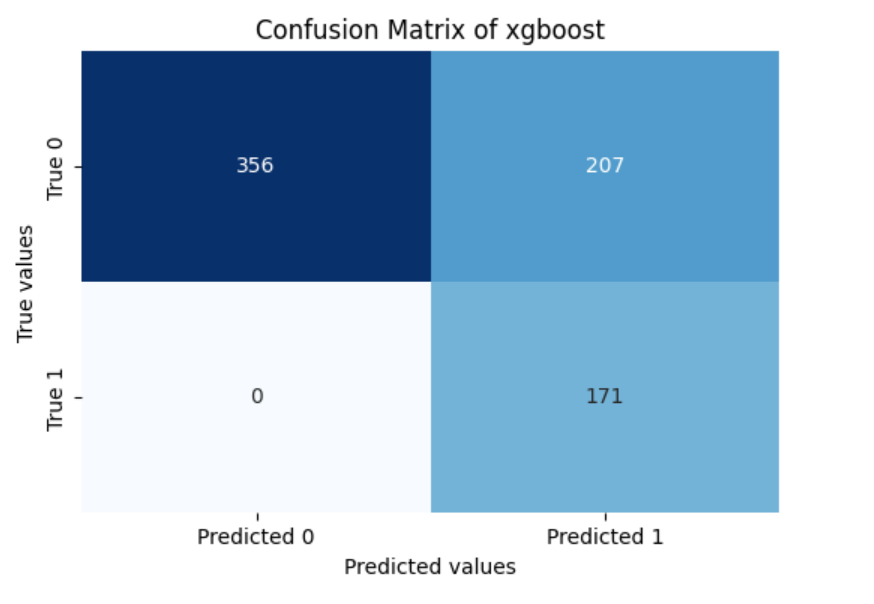 Confusion Matrix of xgboost
True values
True 0
356
207
True 1
0
171
Predicted 0
Predicted 1
Predicted values